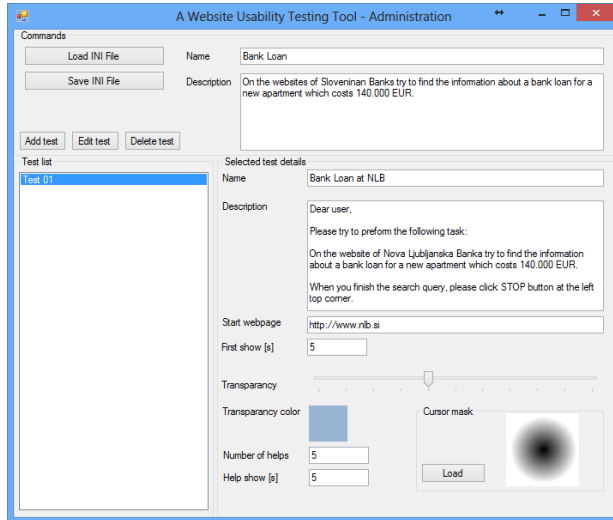 A Website Usability Testing Tool - Administration
Commands
Load INI File
Name
Bank Loan
Save INI File
Description
On the websites of Sloveninan Banks try to find the information about a bank loan for a
new apartment which costs 140.000 EUR.
Add test
Edit test
Delete test
Test list
Test 01
Selected test details
Name
Bank Loan at NLB
Description
Dear user,
Please try to preform the following task:
On the website of Nova Ljubljanska Banka try to find the information
about a bank loan for a new apartment which costs 140.000 EUR.
When you finish the search query, please click STOP button at the left
top corner.
Start webpage
http://www.nlb.si
First show [s]
5
Transparancy
Transparancy color
Cursor mask
Number of helps
5
Load
Help show [s]
5